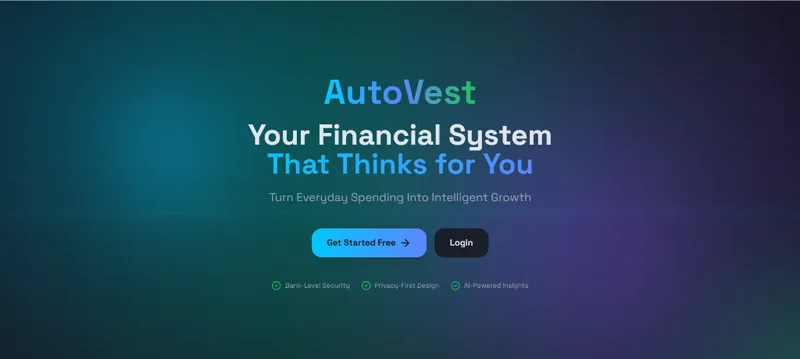 AutoVest
Your Financial System
That Thinks for You
Turn Everyday Spending Into Intelligent Growth
Get Started Free → Login
Bank-Level Security Privacy-First Design AI-Powered Insights